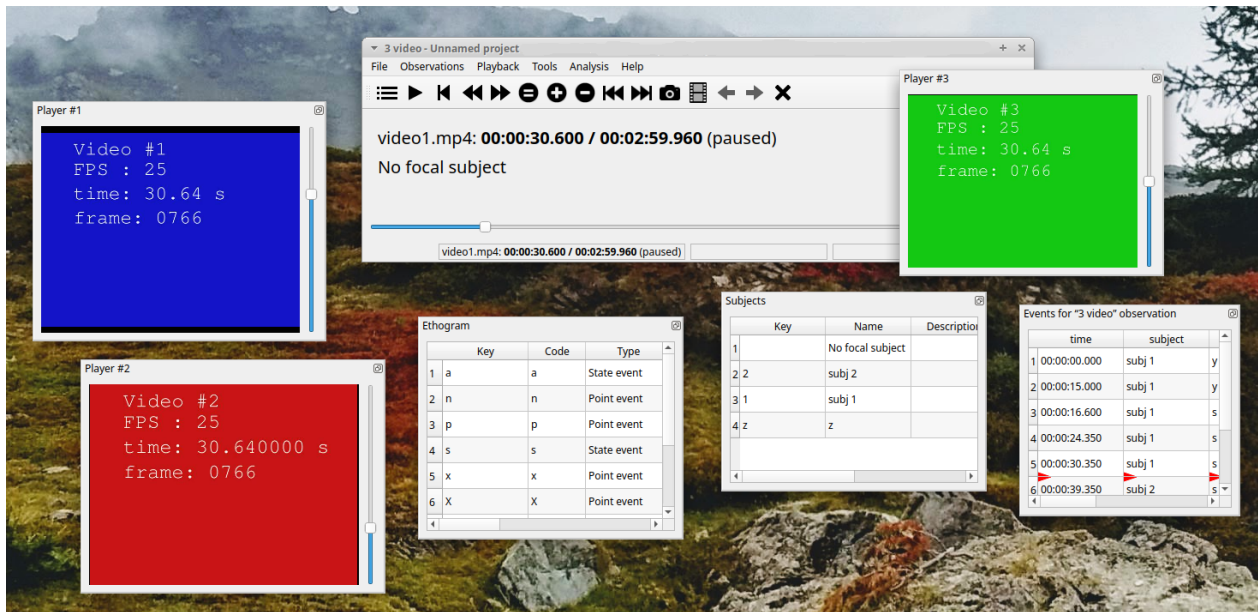 3 video - Unnamed project
File Observations Playback Tools Analysis Help
video1.mp4: 00:00:30.600 / 00:02:59.960 (paused)
No focal subject
video1.mp4: 00:00:30.600 / 00:02:59.960 (paused)
Player #3
Video #3
FPS : 25
time: 30.64 s
frame: 0766
Player #1
Video #1
FPS : 25
time: 30.64 s
frame: 0766
Player #2
Video #2
FPS : 25
time: 30.640000 s
frame: 0766
Ethogram
Key Code Type
1 a a State event
2 n n Point event
3 p p Point event
4 s s State event
5 x x Point event
6 X X Point event
Subjects
Key Name Description
1 No focal subject
2 2 subj 2
3 1 subj 1
4 z z
Events for "3 video" observation
time subject
1 00:00:00.000 subj 1 y
2 00:00:15.000 subj 1 y
3 00:00:16.600 subj 1 s
4 00:00:24.350 subj 1 s
5 00:00:30.350 subj 1 s
6 00:00:39.350 subj 2 s